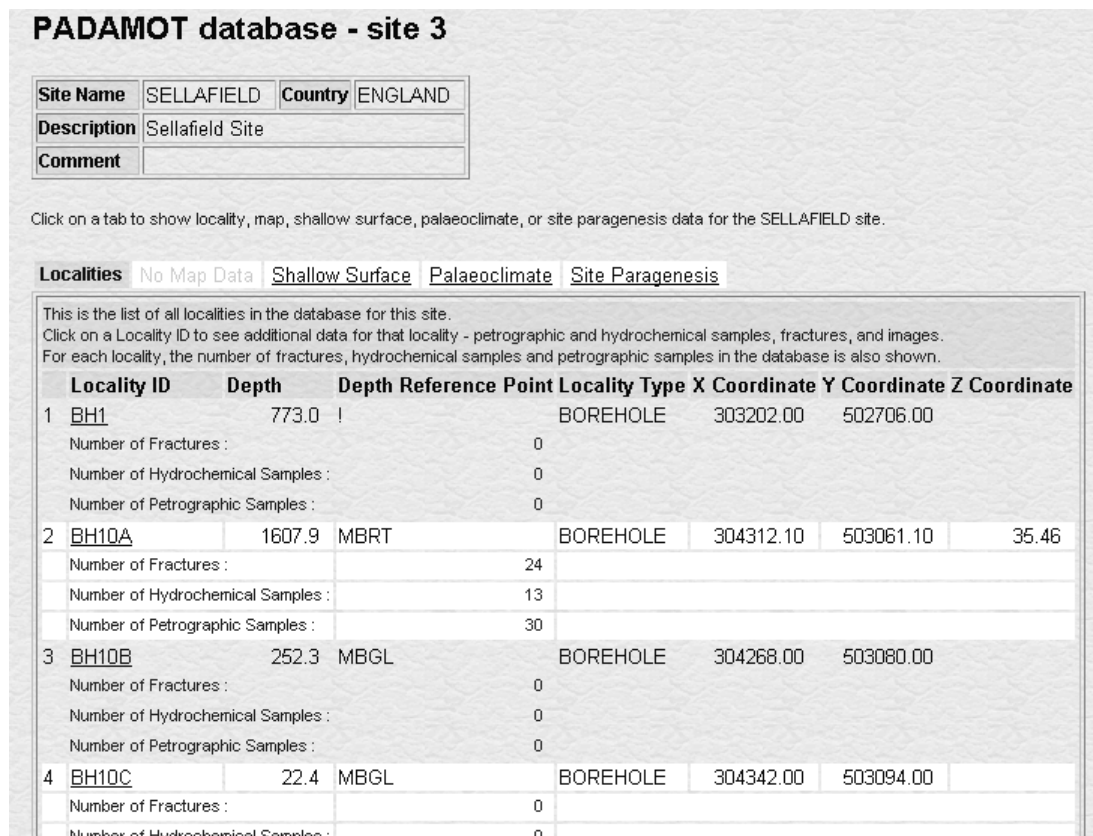 PADAMOT database - site 3
Site Name SELLAFIELD Country ENGLAND
Description Sellafield Site
Comment
Click on a tab to show locality, map, shallow surface, palaeoclimate, or site paragenesis data for the SELLAFIELD site.
Localities No Map Data Shallow Surface Palaeoclimate Site Paragenesis
This is the list of all localities in the database for this site.
Click on a Locality ID to see additional data for that locality - petrographic and hydrochemical samples, fractures, and images.
For each locality, the number of fractures, hydrochemical samples and petrographic samples in the database is also shown.
Locality ID Depth Depth Reference Point Locality Type X Coordinate Y Coordinate Z Coordinate
1 BH1 773.0 ! BOREHOLE 303202.00 502706.00
Number of Fractures : 0
Number of Hydrochemical Samples : 0
Number of Petrographic Samples : 0
2 BH10A 1607.9 MBRT BOREHOLE 304312.10 503061.10 35.46
Number of Fractures : 24
Number of Hydrochemical Samples : 13
Number of Petrographic Samples : 30
3 BH10B 252.3 MBGL BOREHOLE 304268.00 503080.00
Number of Fractures : 0
Number of Hydrochemical Samples : 0
Number of Petrographic Samples : 0
4 BH10C 22.4 MBGL BOREHOLE 304342.00 503094.00
Number of Fractures : 0
Number of Hydrochemical Samples : 0